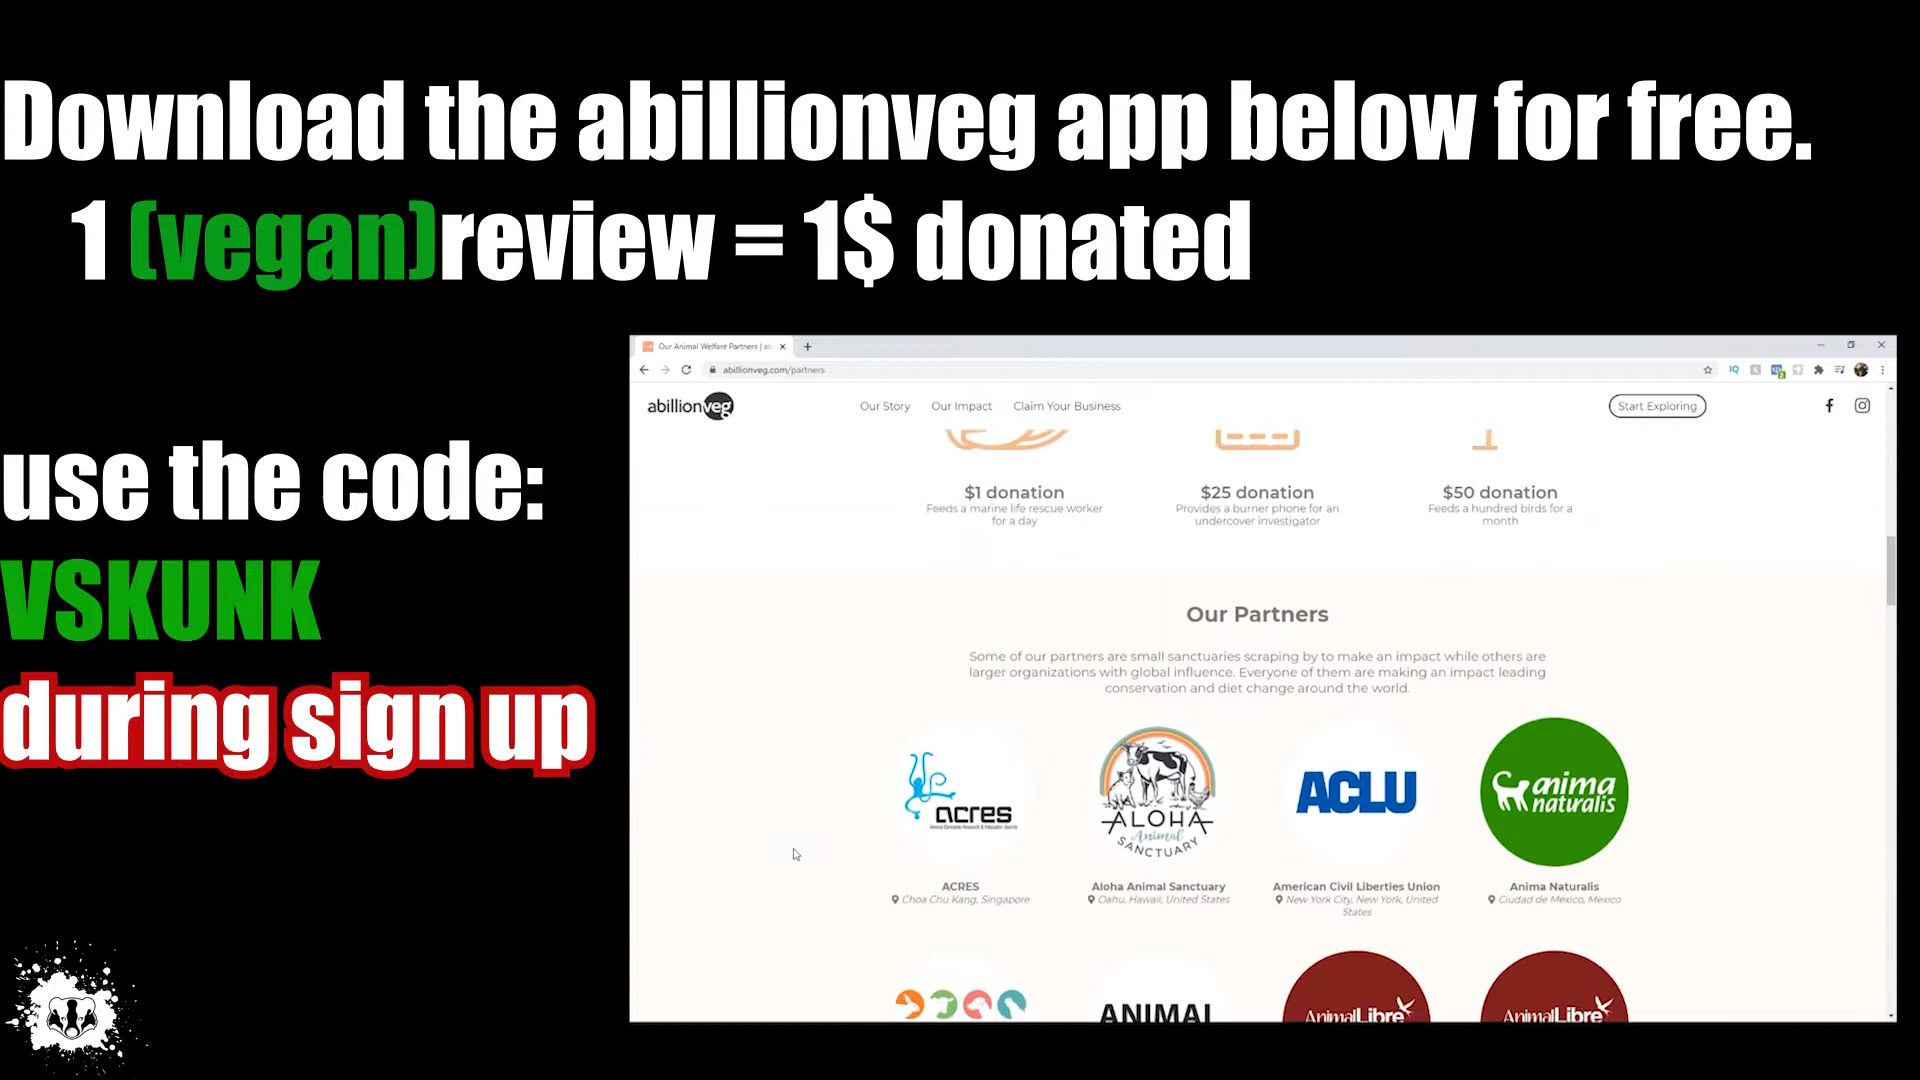 Download the abillionveg app below for free.
1 (vegan)review = 1$ donated
use the code:
VSKUNK
during sign up
Our Animal Welfare Partners | ab
abillionveg.com/partners
abillionveg
Our Story
Our Impact
Claim Your Business
Start Exploring
$1 donation
Feeds a marine life rescue worker
for a day
$25 donation
Provides a burner phone for an
undercover investigator
$50 donation
Feeds a hundred birds for a
month
Our Partners
Some of our partners are small sanctuaries scraping by to make an impact while others are
larger organizations with global influence. Everyone of them are making an impact leading
conservation and diet change around the world.
acres
ALOHA
Animal
SANCTUARY
ACLU
anima
naturalis
ACRES
Choa Chu Kang, Singapore
Aloha Animal Sanctuary
Oahu, Hawaii, United States
American Civil Liberties Union
New York City, New York, United
States
Anima Naturalis
Ciudad de Mexico, Mexico
ANIMAL
AnimalLibre
AnimalLibre